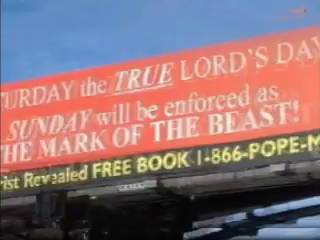 TURDAY the TRUE LORD'S DAY
SUNDAY will be enforced as
THE MARK OF THE BEAST!
ist Revealed FREE BOOK 1-866-POPE-M